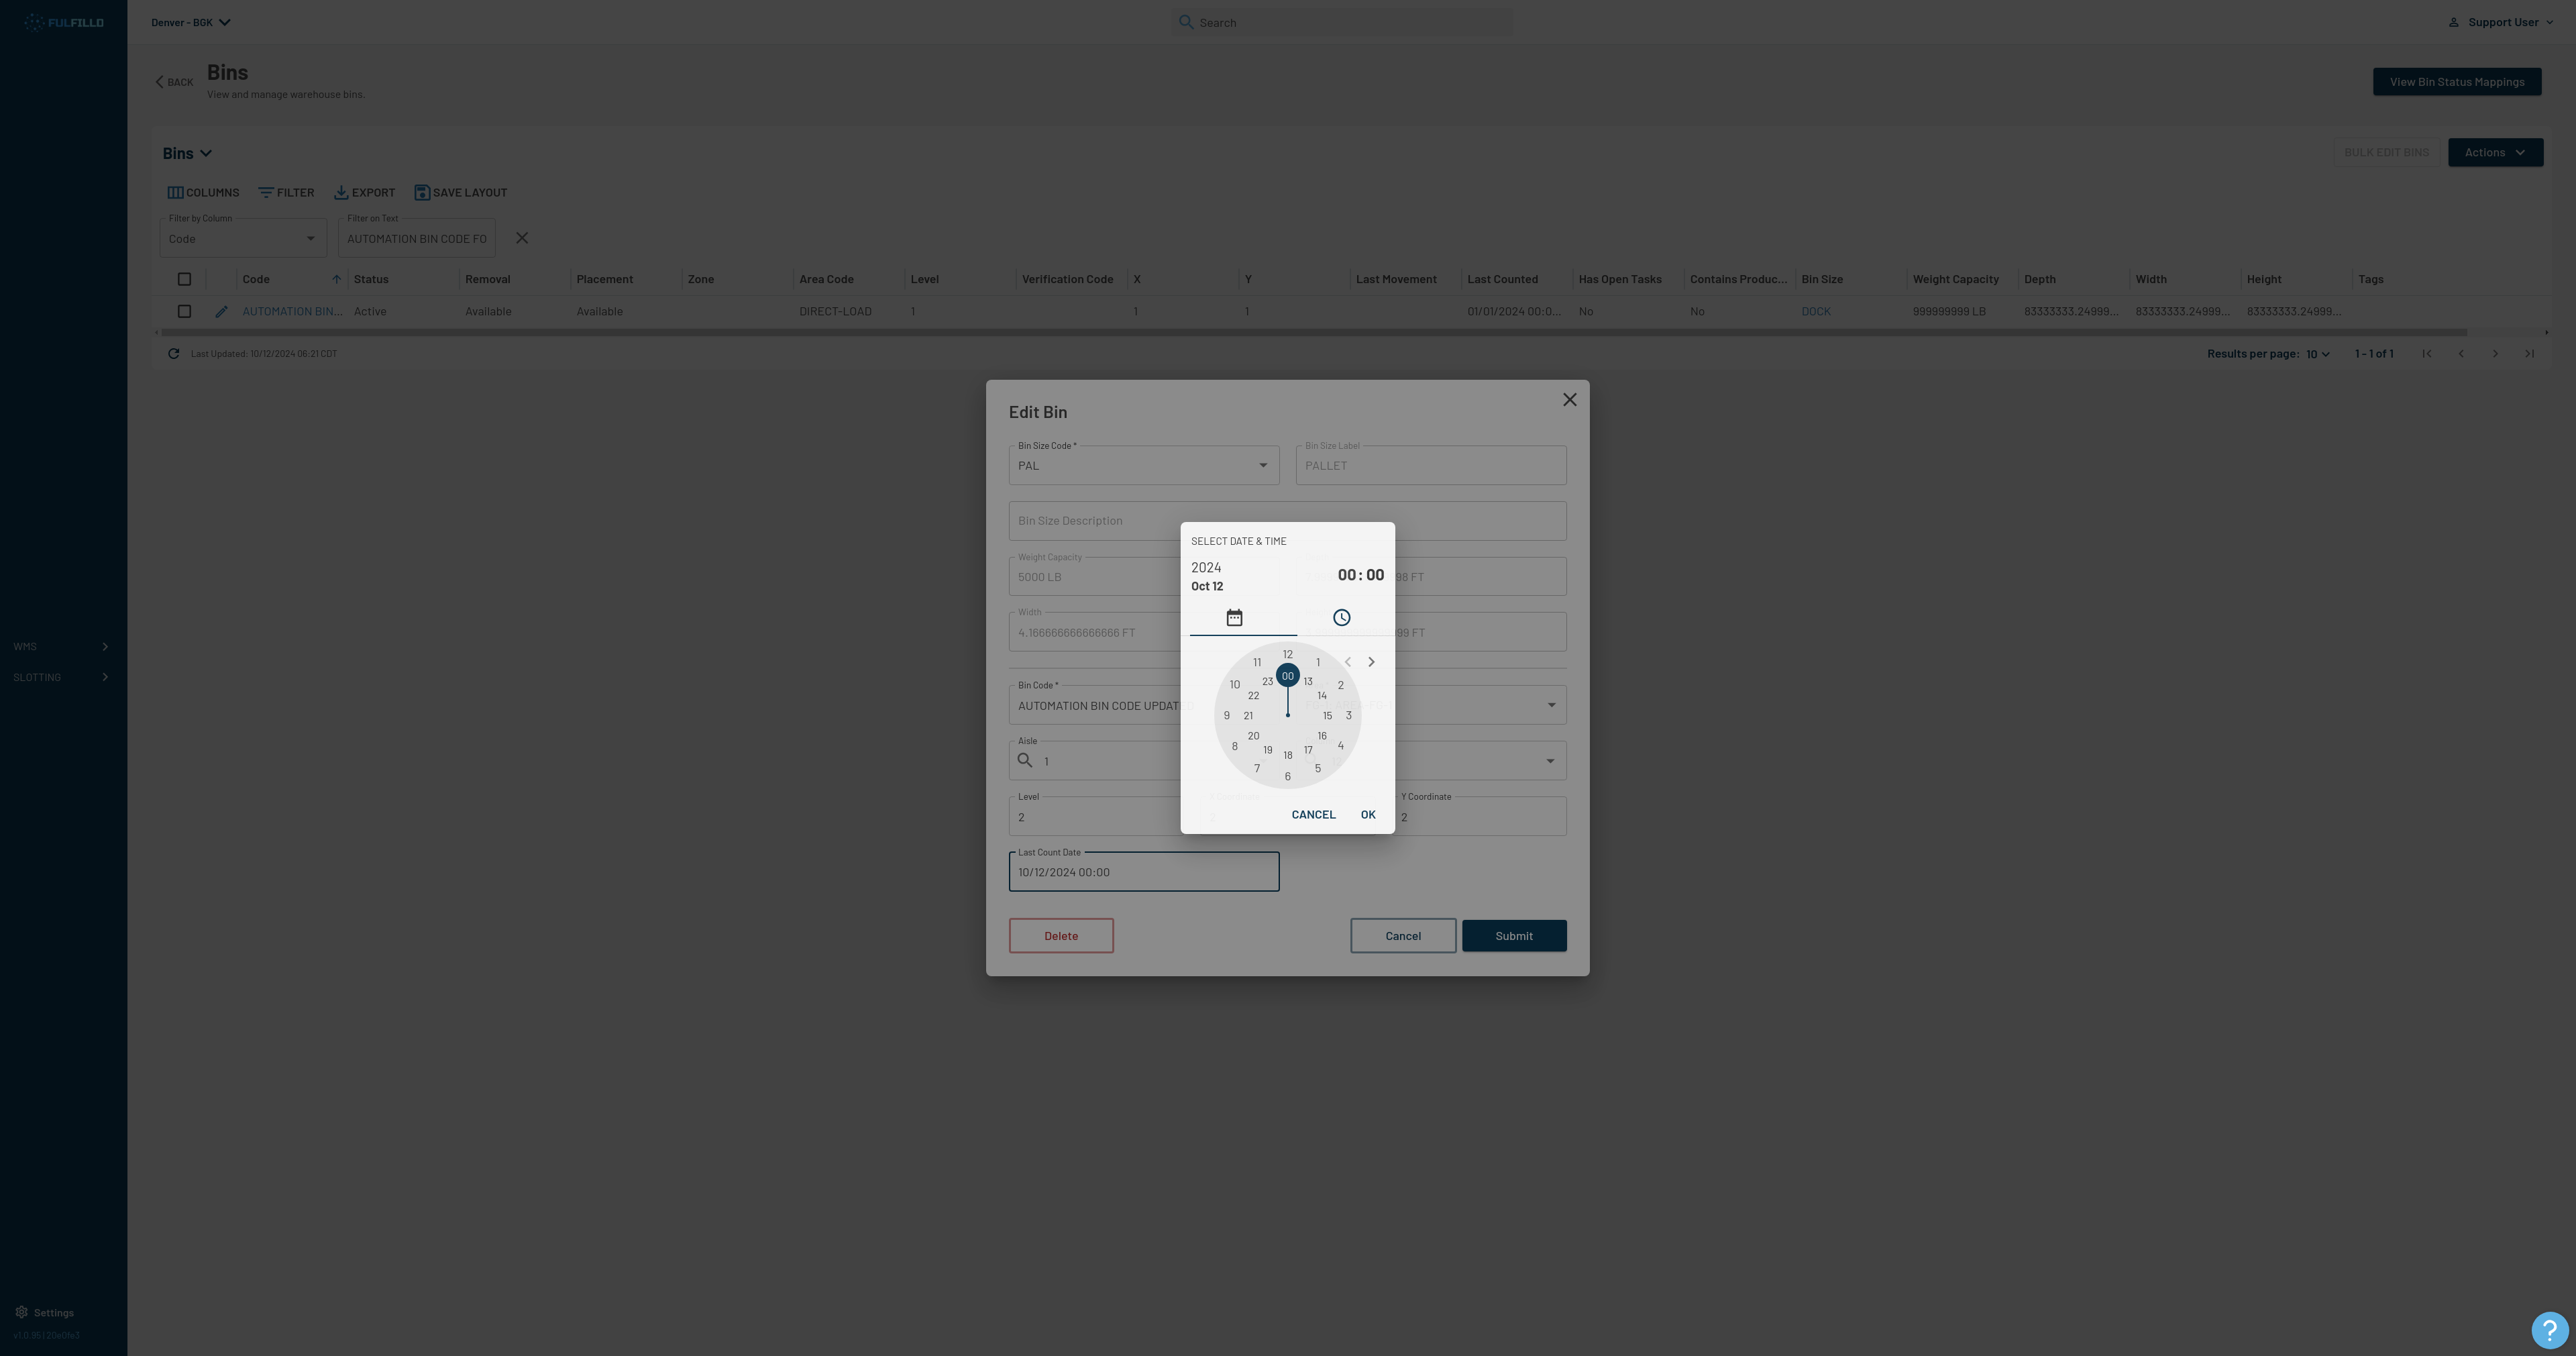 FULFILLD
Denver - BGK
Search
Support User
BACK
Bins
View and manage warehouse bins.
View Bin Status Mappings
Bins
BULK EDIT BINS
Actions
COLUMNS
FILTER
EXPORT
SAVE LAYOUT
Filter by Column
Code
Filter on Text
AUTOMATION BIN CODE FO
Code Status Removal Placement Zone Area Code Level Verification Code X Y Last Movement Last Counted Has Open Tasks Contains Produc... Bin Size Weight Capacity Depth Width Height Tags
AUTOMATION BIN... Active Available Available DIRECT-LOAD 1 1 1 01/01/2024 00:0... No No DOCK 999999999 LB 83333333.24999... 83333333.24999... 83333333.24999...
Last Updated: 10/12/2024 06:21 CDT
Results per page: 10
1 - 1 of 1
Edit Bin
Bin Size Code *
PAL
Bin Size Label
PALLET
Bin Size Description
Weight Capacity
5000 LB
98 FT
Width
4.166666666666666 FT
99 FT
Bin Code *
AUTOMATION BIN CODE UPDATED
Aisle
1
Level
2
Y Coordinate
2
Last Count Date
10/12/2024 00:00
Delete
Cancel
Submit
SELECT DATE & TIME
2024
Oct 12
00:00
12
11 1
00
23 13
10 2
22 14
9 21 15 3
20 16
8 4
19 17
18
7 5
6
CANCEL
OK
WMS
SLOTTING
Settings
v1.0.95 | 20e01e3
?